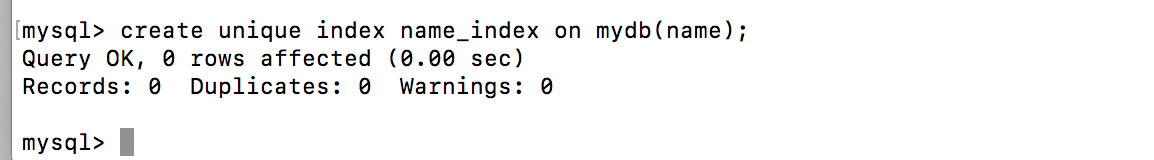 [mysql> create unique index name_index on mydb(name);
Query OK, 0 rows affected (0.00 sec)
Records: 0  Duplicates: 0  Warnings: 0
mysql>